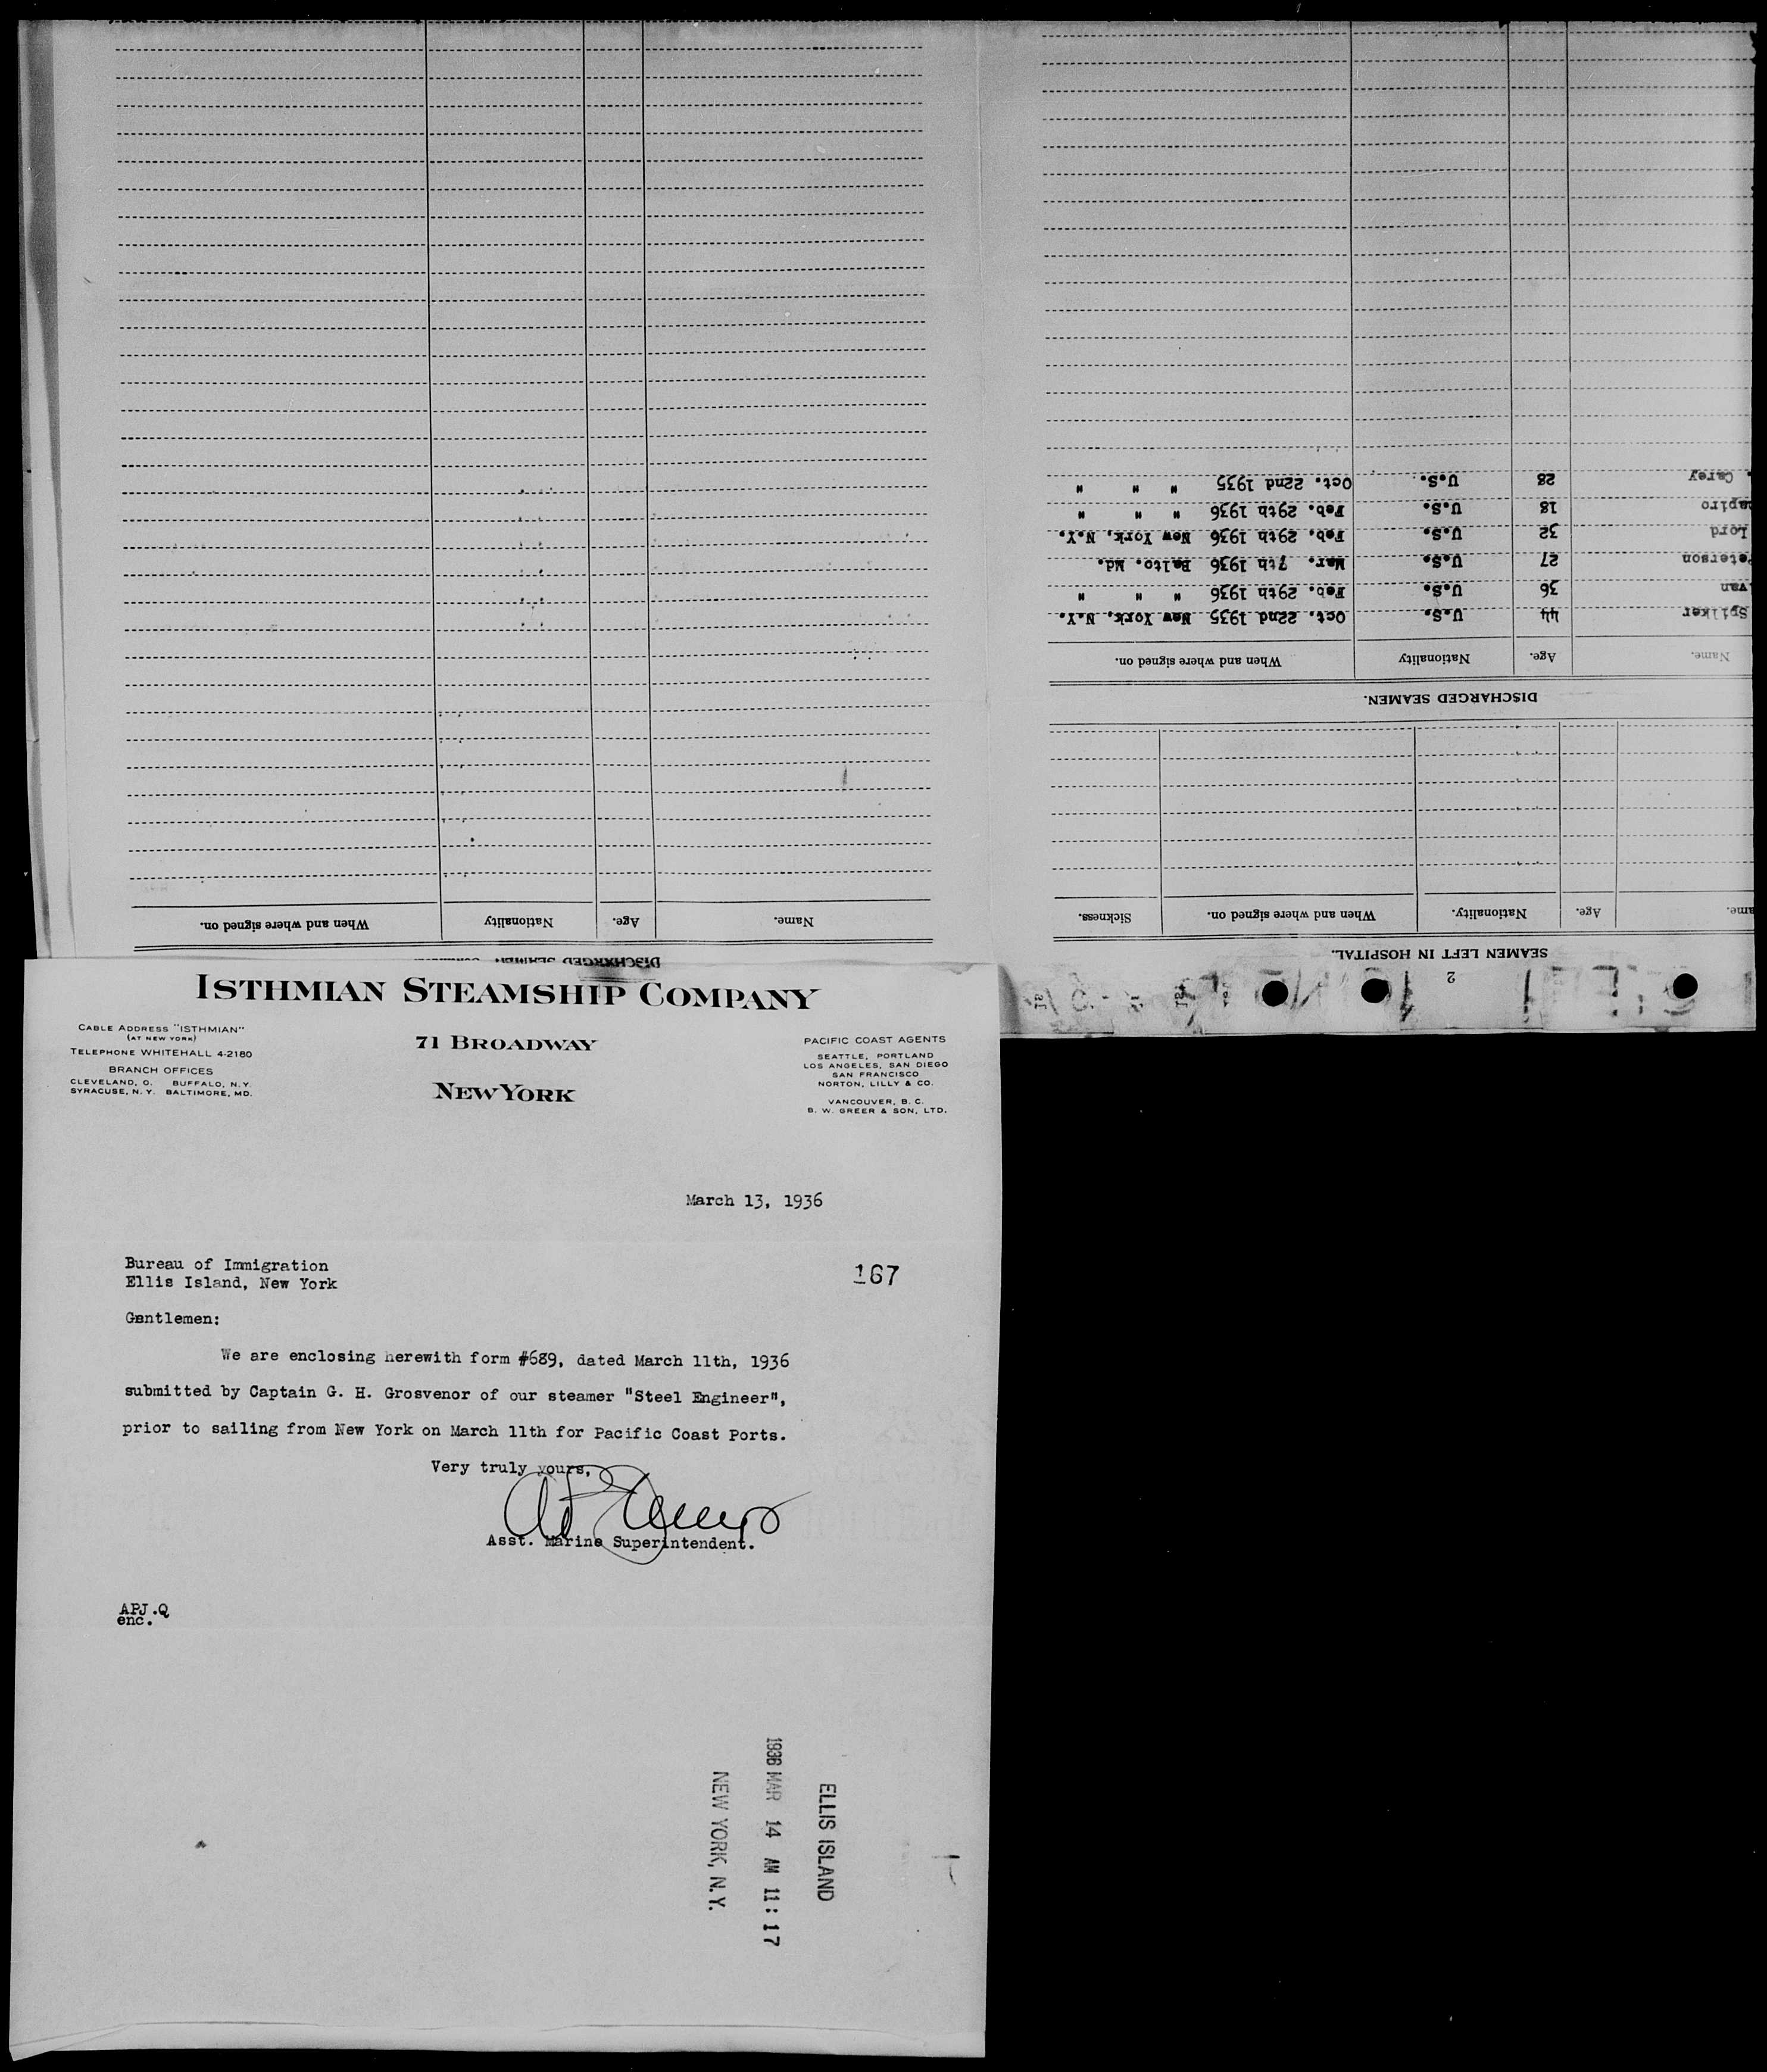 SEAMEN LEFT IN HOSPITAL.
2
Name. Age. Nationality. When and where signed on. Sickness.
DISCHARGED SEAMEN.
Name. Age. Nationality When and where signed on.
Spilker 44 U.S. Oct. 22nd 1935 New York, N.Y.
van 36 U.S. Feb. 29th 1936 " " "
eterson 27 U.S. Mar. 7th 1936 Balto. Md.
Lord 32 U.S. Feb. 29th 1936 New York, N.Y.
apiro 18 U.S. Feb. 29th 1936 " " "
. Carey 28 U.S. Oct. 22nd 1935 " " "
DISCHARGED SEAMEN
Name. Age. Nationality When and where signed on.
ISTHMIAN STEAMSHIP COMPANY
71 BROADWAY
NEW YORK
CABLE ADDRESS "ISTHMIAN"
(AT NEW YORK)
TELEPHONE WHITEHALL 4-2180
BRANCH OFFICES
CLEVELAND, O. BUFFALO, N.Y.
SYRACUSE, N.Y. BALTIMORE, MD.
PACIFIC COAST AGENTS
SEATTLE, PORTLAND
LOS ANGELES, SAN DIEGO
SAN FRANCISCO
NORTON, LILLY & CO.
VANCOUVER, B. C.
B. W. GREER & SON, LTD.
March 13, 1936
Bureau of Immigration
Ellis Island, New York
167
Gentlemen:
We are enclosing herewith form #689, dated March 11th, 1936
submitted by Captain G. H. Grosvenor of our steamer "Steel Engineer",
prior to sailing from New York on March 11th for Pacific Coast Ports.
Very truly yours,
Asst. Marine Superintendent.
APJ.Q
enc.
ELLIS ISLAND
1936 MAR 14 AM 11:17
NEW YORK, N.Y.